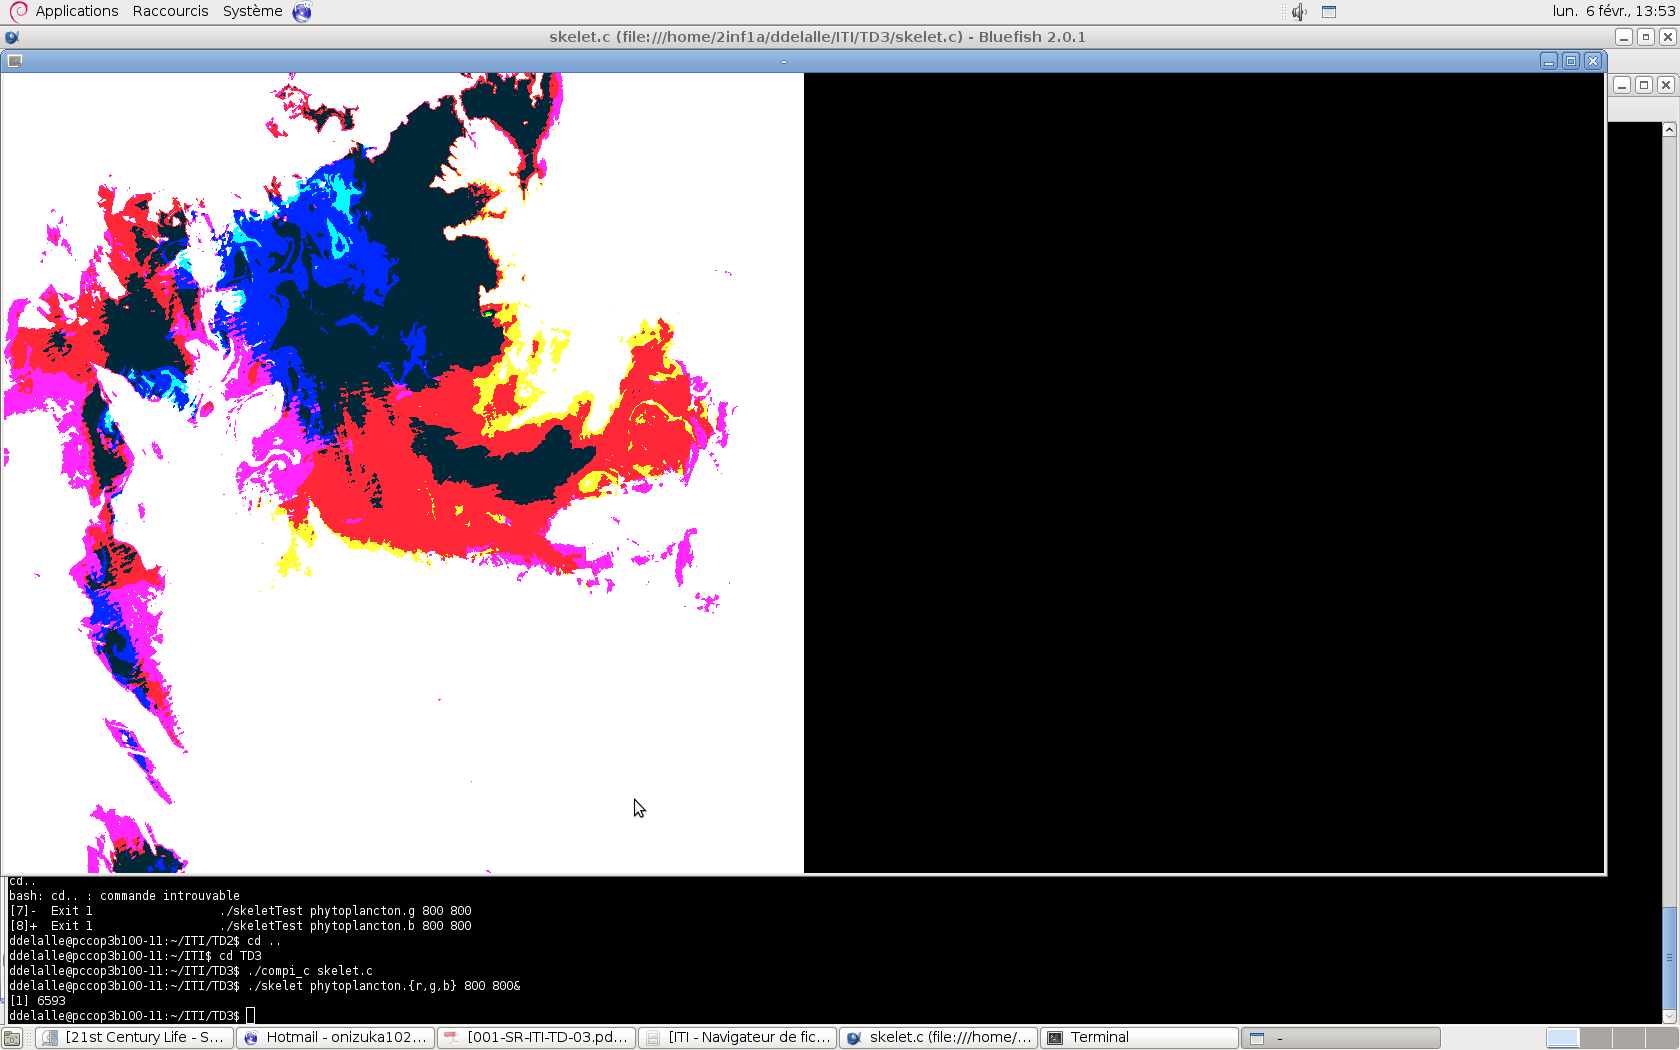 Applications Raccourcis Système lun. 6 févr., 13:53
skelet.c (file:///home/2inf1a/ddelalle/ITI/TD3/skelet.c) - Bluefish 2.0.1
-
cd..
bash: cd.. : commande introuvable
[7]- Exit 1 ./skeletTest phytoplancton.g 800 800
[8]+ Exit 1 ./skeletTest phytoplancton.b 800 800
ddelalle@pccop3b100-11:~/ITI/TD2$ cd ..
ddelalle@pccop3b100-11:~/ITI$ cd TD3
ddelalle@pccop3b100-11:~/ITI/TD3$ ./compi_c skelet.c
ddelalle@pccop3b100-11:~/ITI/TD3$ ./skelet phytoplancton.{r,g,b} 800 800&
[1] 6593
ddelalle@pccop3b100-11:~/ITI/TD3$
[21st Century Life - S... Hotmail - onizuka102... [001-SR-ITI-TD-03.pd... [ITI - Navigateur de fic... skelet.c (file:///home/... Terminal -